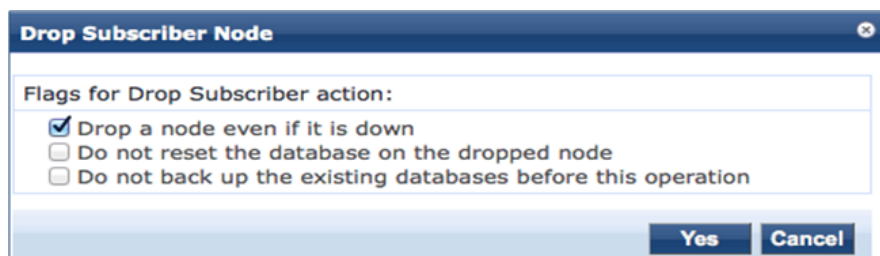 Drop Subscriber Node
Flags for Drop Subscriber action:
Drop a node even if it is down
Do not reset the database on the dropped node
Do not back up the existing databases before this operation
Yes Cancel